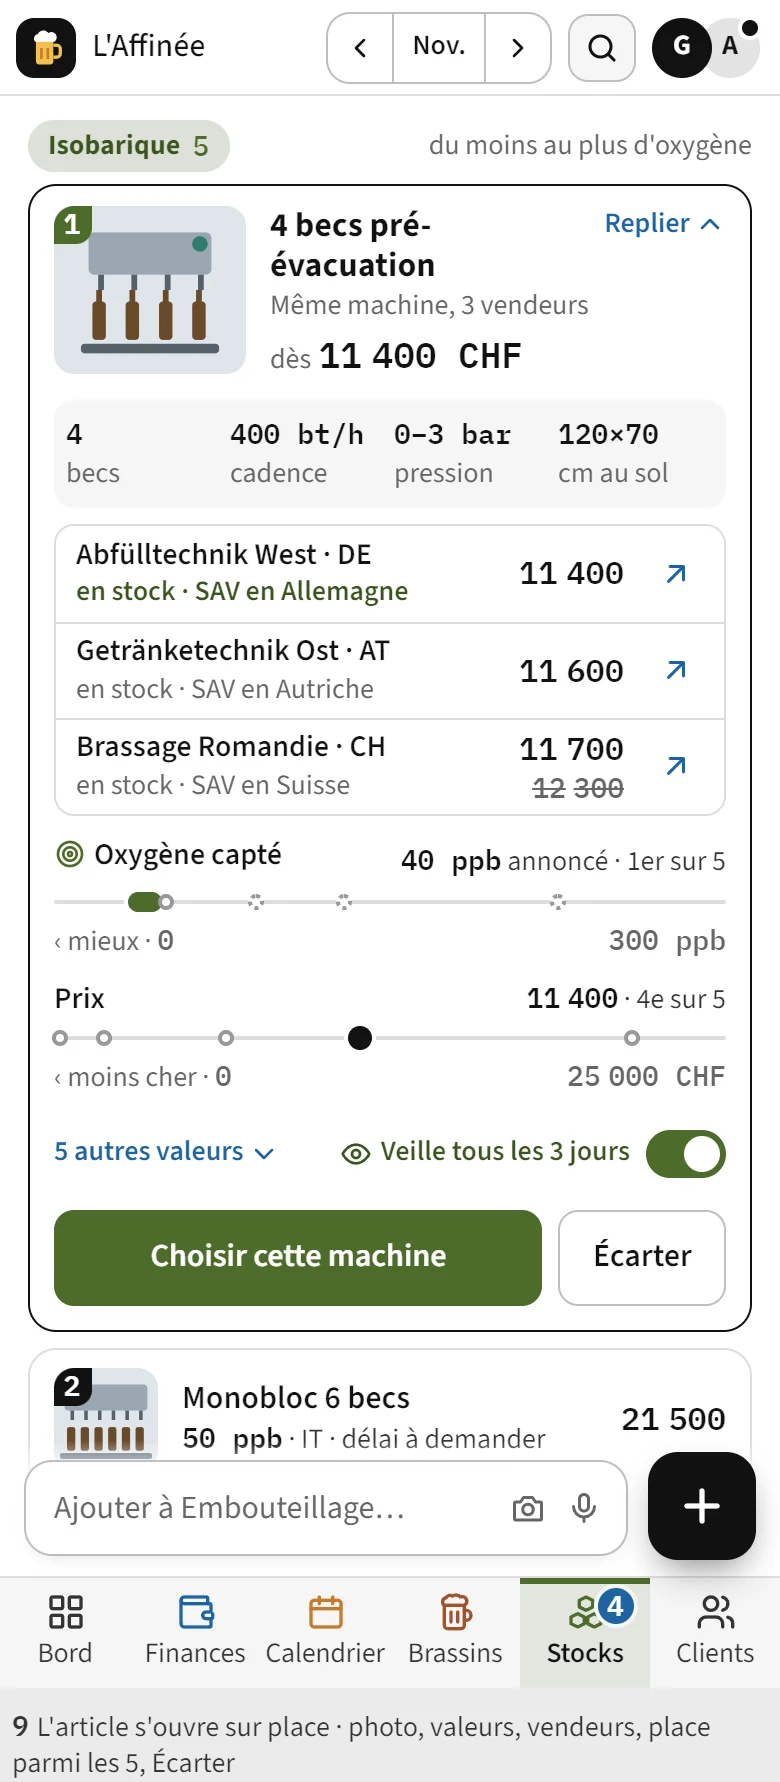 L'Affinée
Nov.
G
A
Isobarique 5
du moins au plus d'oxygène
1
4 becs pré-
évacuation
Replier
Même machine, 3 vendeurs
dès 11 400 CHF
4
becs
400 bt/h
cadence
0–3 bar
pression
120×70
cm au sol
Abfülltechnik West · DE
en stock · SAV en Allemagne
11 400
Getränketechnik Ost · AT
en stock · SAV en Autriche
11 600
Brassage Romandie · CH
en stock · SAV en Suisse
11 700
12 300
Oxygène capté
40 ppb annoncé · 1er sur 5
‹ mieux · 0
300 ppb
Prix
11 400 · 4e sur 5
‹ moins cher · 0
25 000 CHF
5 autres valeurs
Veille tous les 3 jours
Choisir cette machine
Écarter
2
Monobloc 6 becs
50 ppb · IT · délai à demander
21 500
Ajouter à Embouteillage…
Bord
Finances
Calendrier
Brassins
4
Stocks
Clients
9 L'article s'ouvre sur place · photo, valeurs, vendeurs, place
parmi les 5, Écarter